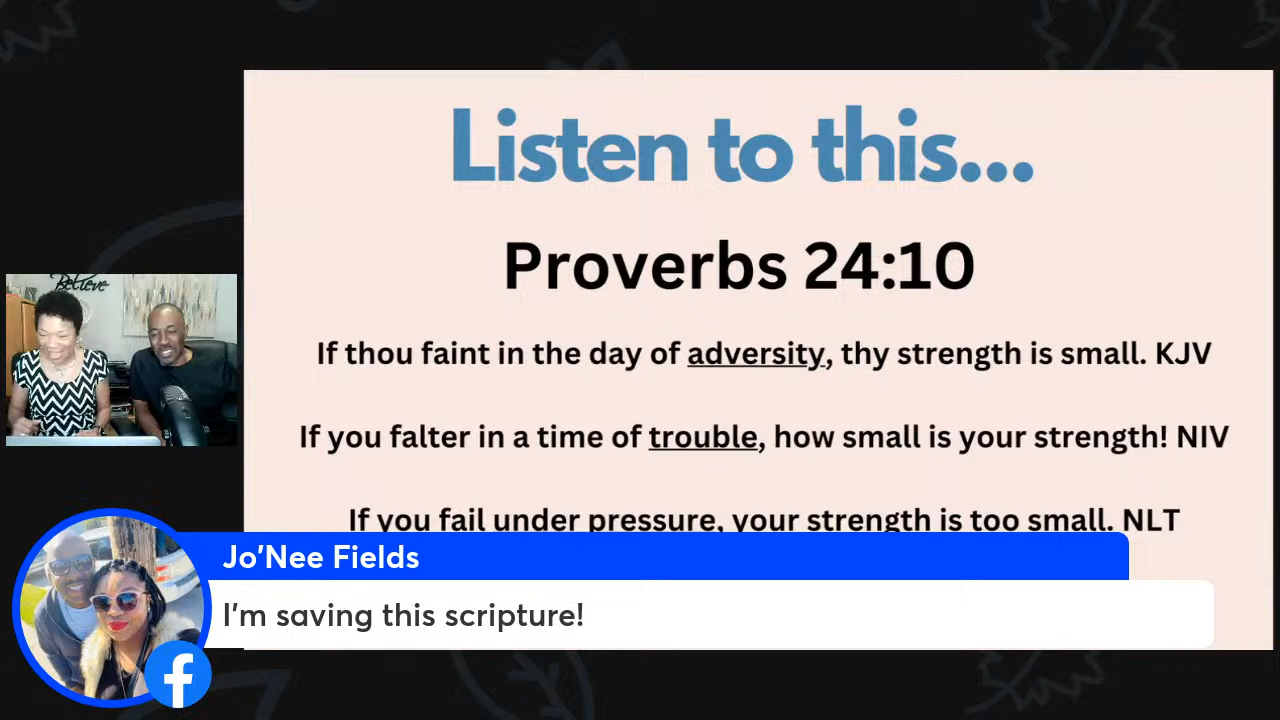 Listen to this...
Proverbs 24:10
If thou faint in the day of adversity, thy strength is small. KJV
If you falter in a time of trouble, how small is your strength! NIV
If you fail under pressure, your strength is too small. NLT
Believe
Jo'Nee Fields
I'm saving this scripture!